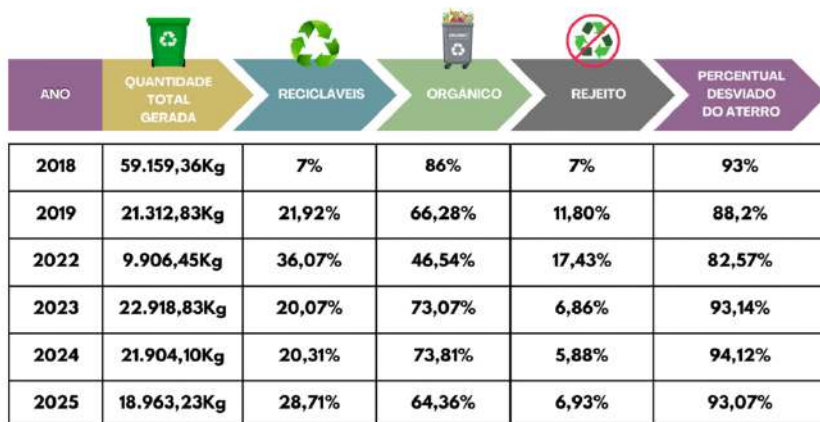 ANO QUANTIDADE TOTAL GERADA RECICLÁVEIS ORGÂNICO REJEITO PERCENTUAL DESVIADO DO ATERRO
2018 59.159,36Kg 7% 86% 7% 93%
2019 21.312,83Kg 21,92% 66,28% 11,80% 88,2%
2022 9.906,45Kg 36,07% 46,54% 17,43% 82,57%
2023 22.918,83Kg 20,07% 73,07% 6,86% 93,14%
2024 21.904,10Kg 20,31% 73,81% 5,88% 94,12%
2025 18.963,23Kg 28,71% 64,36% 6,93% 93,07%